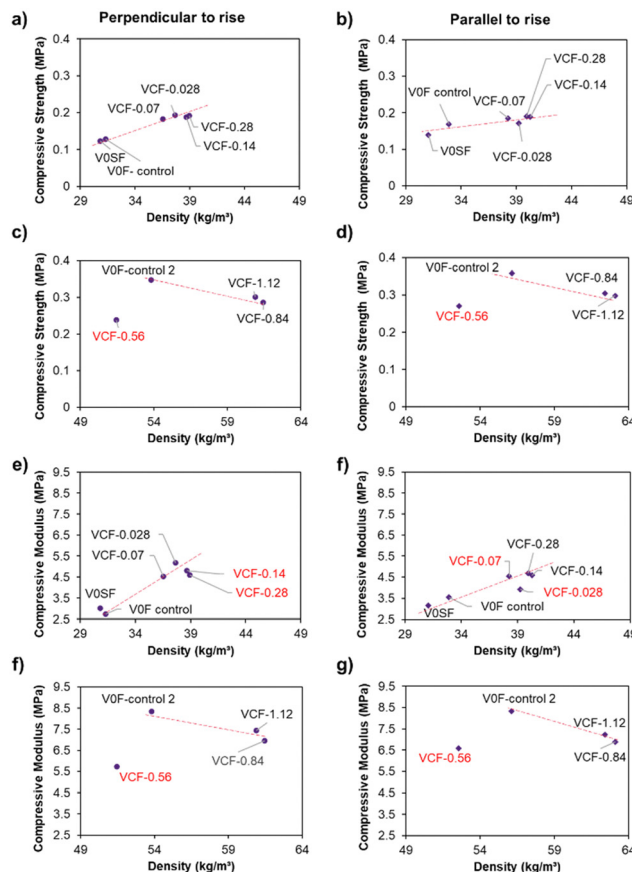 Perpendicular to rise
Parallel to rise
a)
Compressive Strength (MPa)
0.4
0.3
0.2
0.1
0
VCF-0.028
VCF-0.07
VCF-0.28
VCF-0.14
V0SF
V0F- control
29 34 39 44 49
Density (kg/m³)
b)
Compressive Strength (MPa)
0.4
0.3
0.2
0.1
0
VCF-0.28
VCF-0.14
V0F control
VCF-0.07
VCF-0.028
V0SF
29 34 39 44 49
Density (kg/m³)
c)
Compressive Strength (MPa)
0.4
0.3
0.2
0.1
0
V0F-control 2
VCF-1.12
VCF-0.84
VCF-0.56
49 54 59 64
Density (kg/m³)
d)
Compressive Strength (MPa)
0.4
0.3
0.2
0.1
0
V0F-control 2
VCF-0.84
VCF-1.12
VCF-0.56
49 54 59 64
Density (kg/m³)
e)
Compressive Modulus (MPa)
9.5
8.5
7.5
6.5
5.5
4.5
3.5
2.5
VCF-0.028
VCF-0.07
VCF-0.14
VCF-0.28
V0SF
V0F control
29 34 39 44 49
Density (kg/m³)
f)
Compressive Modulus (MPa)
9.5
8.5
7.5
6.5
5.5
4.5
3.5
2.5
VCF-0.28
VCF-0.07
VCF-0.14
V0F control
VCF-0.028
V0SF
29 34 39 44 49
Density (kg/m³)
f)
Compressive Modulus (MPa)
9.5
8.5
7.5
6.5
5.5
4.5
3.5
2.5
V0F-control 2
VCF-1.12
VCF-0.84
VCF-0.56
49 54 59 64
Density (kg/m³)
g)
Compressive Modulus (MPa)
9.5
8.5
7.5
6.5
5.5
4.5
3.5
2.5
V0F-control 2
VCF-1.12
VCF-0.84
VCF-0.56
49 54 59 64
Density (kg/m³)